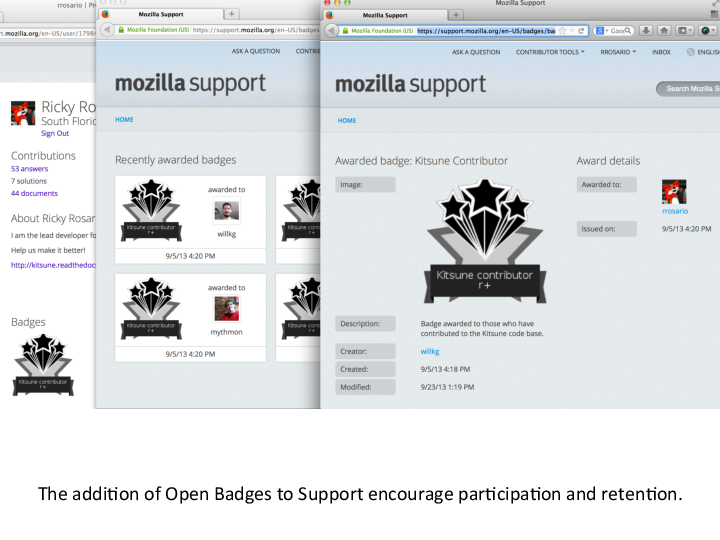 rrosario | Pr
rt.mozilla.org/en-US/user/1798
Ricky Ro
South Floric
Sign Out
Contributions
53 answers
7 solutions
44 documents
About Ricky Rosar
I am the lead developer fo
Help us make it better!
http://kitsune.readthedoc
Badges
Kitsune contributor
r+
Mozilla Support
Mozilla Foundation (US) https://support.mozilla.org/en-US/badges
ASK A QUESTION CONTRIB
mozilla support
HOME
Recently awarded badges
Kitsune contributor
r+
awarded to
willkg
9/5/13 4:20 PM
Kitsune contributor
r+
awarded to
mythmon
9/5/13 4:20 PM
Mozilla Support
Mozilla Support
Mozilla Foundation (US) https://support.mozilla.org/en-US/badges/ba
Goog
ASK A QUESTION CONTRIBUTOR TOOLS RROSARIO INBOX ENGLIS
mozilla support
Search Mozilla S
HOME
Awarded badge: Kitsune Contributor
Image:
Kitsune contributor
r+
Description: Badge awarded to those who have
contributed to the Kitsune code base.
Creator: willkg
Created: 9/5/13 4:18 PM
Modified: 9/23/13 1:19 PM
Award details
Awarded to:
rrosario
Issued on: 9/5/13 4:20 PM
The addition of Open Badges to Support encourage participation and retention.